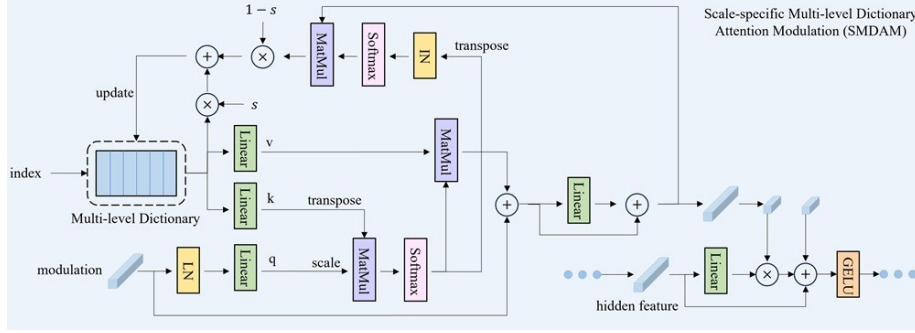 Scale-specific Multi-level Dictionary
Attention Modulation (SMDAM)
1 − s
MatMul
Softmax
IN
transpose
update
s
index
Multi-level Dictionary
Linear
v
MatMul
Linear
k
transpose
Linear
modulation
LN
Linear
q
scale
MatMul
Softmax
hidden feature
Linear
GELU